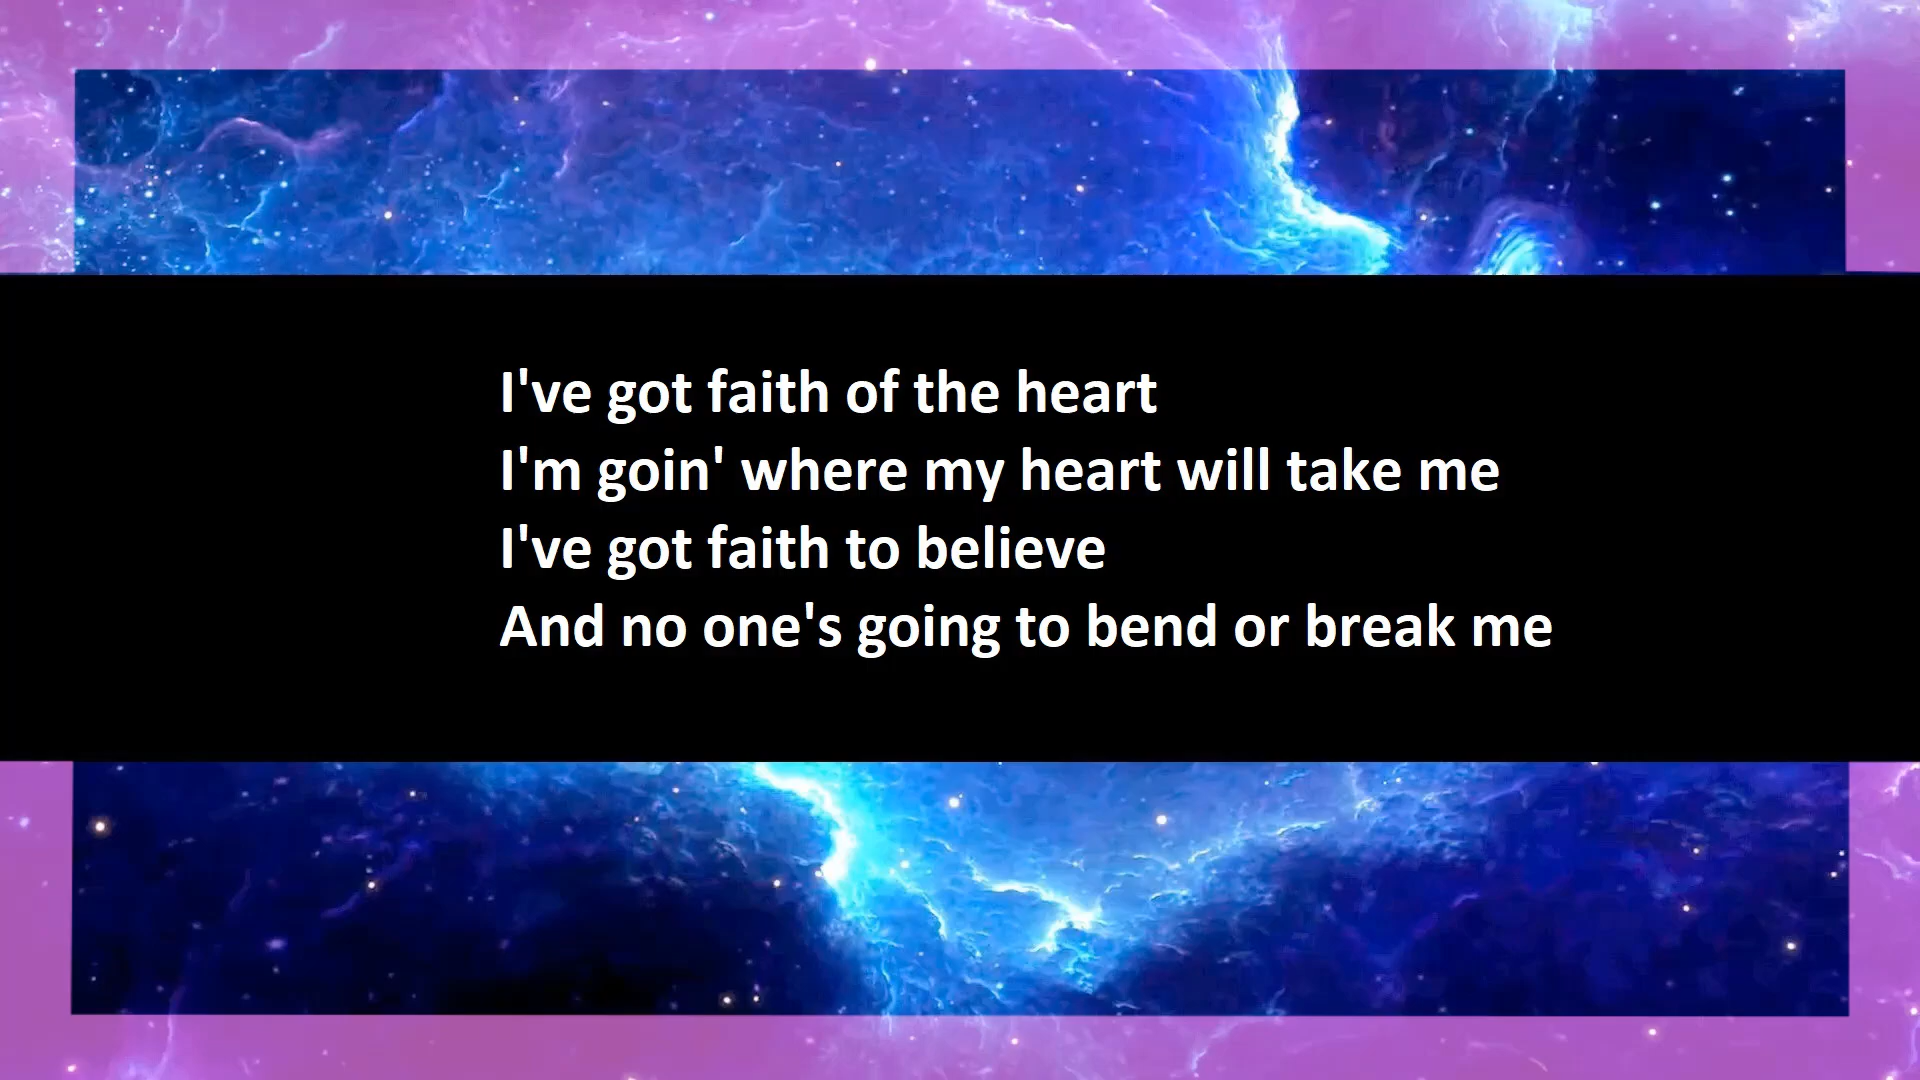 I've got faith of the heart
I'm goin' where my heart will take me
I've got faith to believe
And no one's going to bend or break me